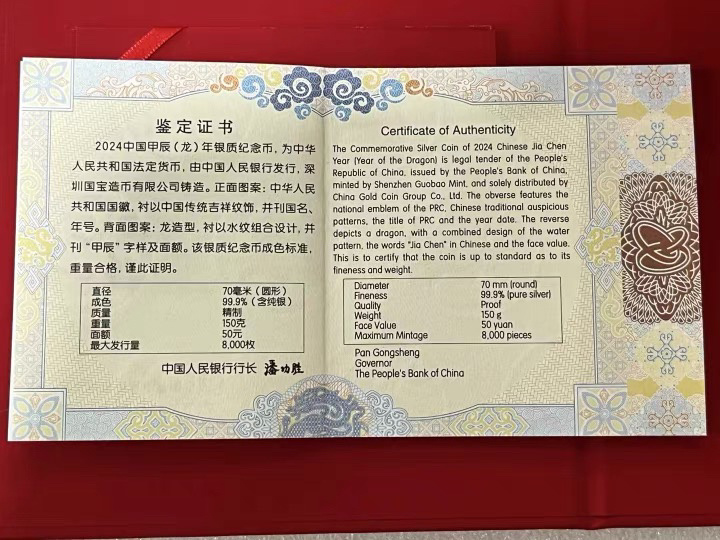 鉴定证书
2024中国甲辰（龙）年银质纪念币，为中华
人民共和国法定货币，由中国人民银行发行，深
圳国宝造币有限公司铸造。正面图案：中华人民
共和国国徽，衬以中国传统吉祥纹饰，并刊国名、
年号。背面图案：龙造型，衬以水纹组合设计，并
刊“甲辰”字样及面额。该银质纪念币成色标准，
重量合格，谨此证明。
直径 70毫米（圆形）
成色 99.9%（含纯银）
质量 精制
重量 150克
面额 50元
最大发行量 8,000枚
中国人民银行行长 潘功胜
Certificate of Authenticity
The Commemorative Silver Coin of 2024 Chinese Jia Chen
Year (Year of the Dragon) is legal tender of the People's
Republic of China, issued by the People's Bank of China,
minted by Shenzhen Guobao Mint, and solely distributed by
China Gold Coin Group Co., Ltd. The obverse features the
national emblem of the PRC, Chinese traditional auspicious
patterns, the title of PRC and the year date. The reverse
depicts a dragon, with a combined design of the water
pattern, the words "Jia Chen" in Chinese and the face value.
This is to certify that the coin is up to standard as to its
fineness and weight.
Diameter 70 mm (round)
Fineness 99.9% (pure silver)
Quality Proof
Weight 150 g
Face Value 50 yuan
Maximum Mintage 8,000 pieces
Pan Gongsheng
Governor
The People's Bank of China